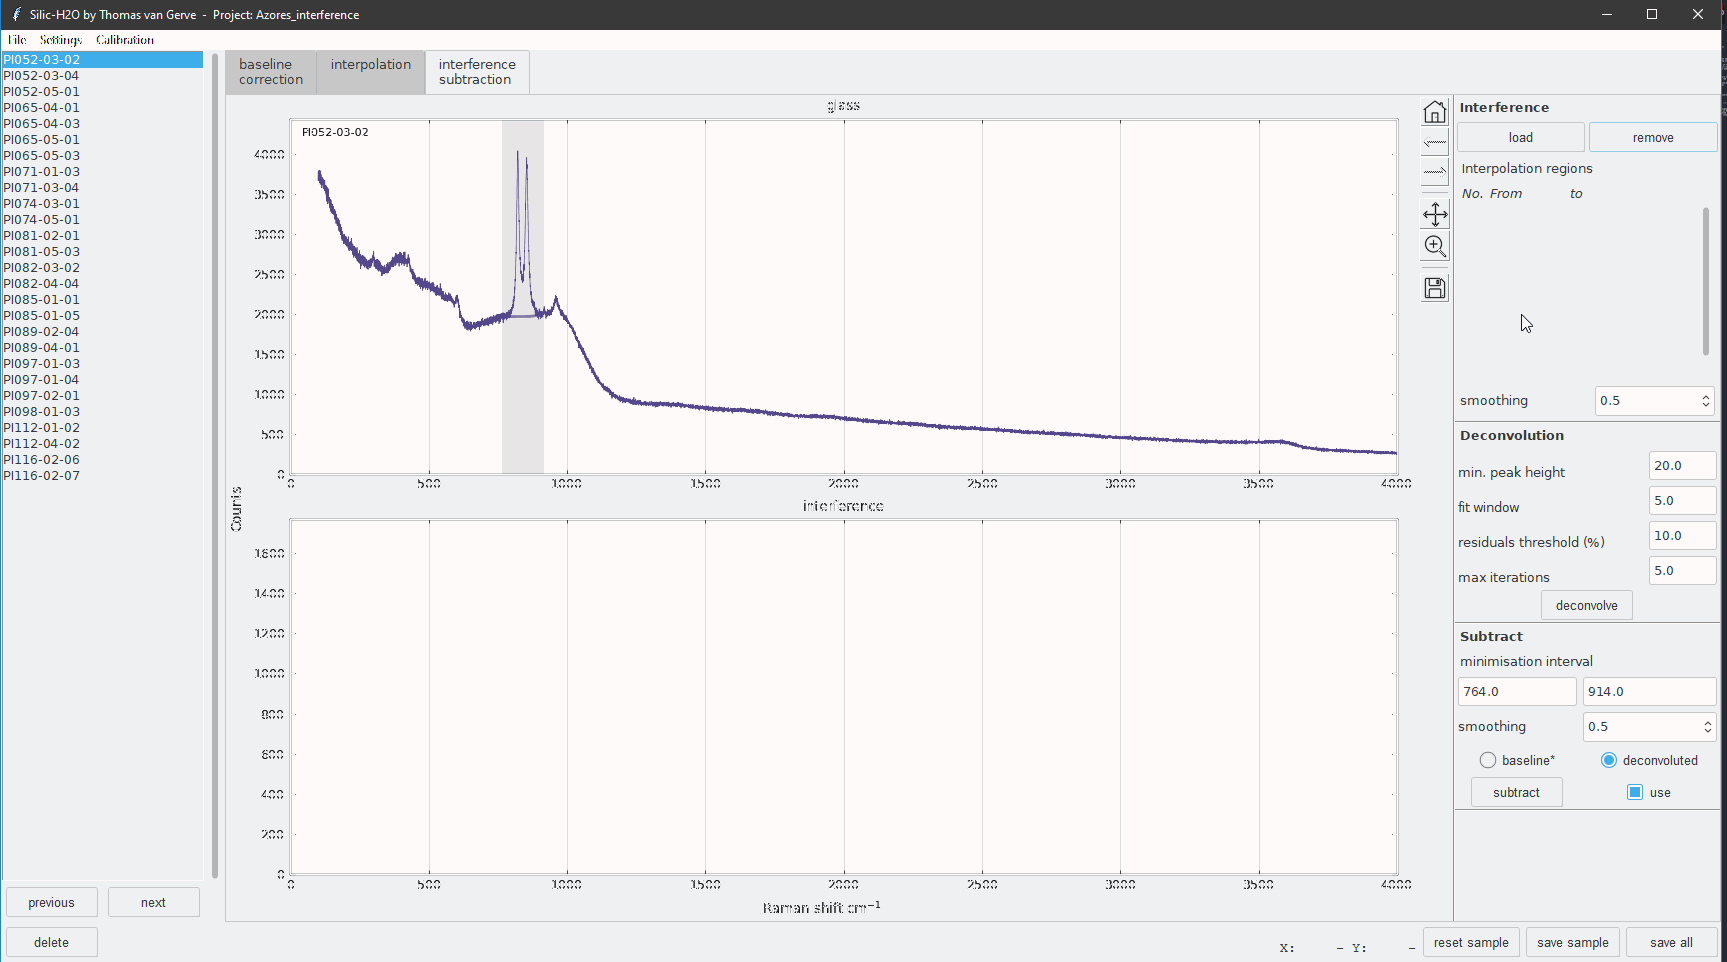 Silic-H2O by Thomas van Gerve - Project: Azores_interference
File Settings Calibration
PI052-03-02
PI052-03-04
PI052-05-01
PI065-04-01
PI065-04-03
PI065-05-01
PI065-05-03
PI071-01-03
PI071-03-04
PI074-03-01
PI074-05-01
PI081-02-01
PI081-05-03
PI082-03-02
PI082-04-04
PI085-01-01
PI085-01-05
PI089-02-04
PI089-04-01
PI097-01-03
PI097-01-04
PI097-02-01
PI098-01-03
PI112-01-02
PI112-04-02
PI116-02-06
PI116-02-07
previous next
delete
baseline correction
interpolation
interference subtraction
glass
PI052-03-02
4000
3500
3000
2500
2000
1500
1000
500
0
0 500 1000 1500 2000 2500 3000 3500 4000
Counts
interference
1600
1400
1200
1000
800
600
400
200
0
0 500 1000 1500 2000 2500 3000 3500 4000
Raman shift cm⁻¹
Interference
load remove
Interpolation regions
No. From to
smoothing 0.5
Deconvolution
min. peak height 20.0
fit window 5.0
residuals threshold (%) 10.0
max iterations 5.0
deconvolve
Subtract
minimisation interval
764.0 914.0
smoothing 0.5
baseline* deconvoluted
subtract use
X: - Y: - reset sample save sample save all